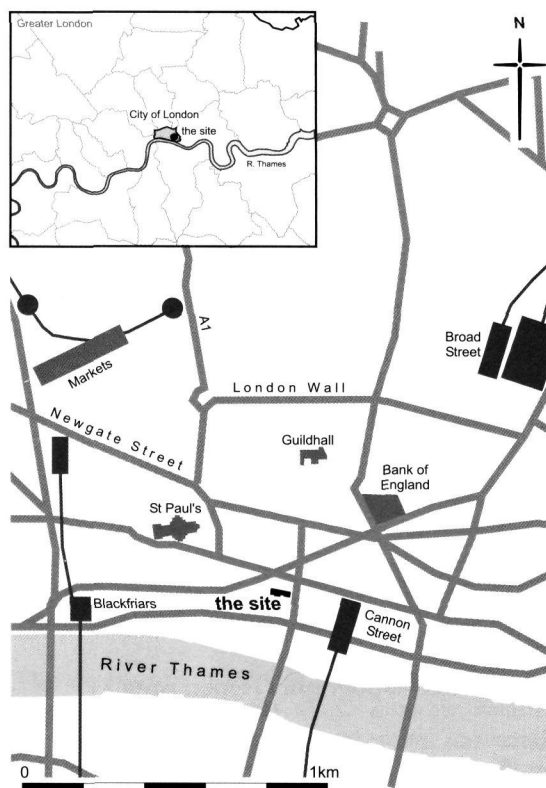 Greater London
City of London
the site
R. Thames
N
A1
Markets
Broad
Street
London Wall
Newgate Street
Guildhall
Bank of
England
St Paul's
Blackfriars
the site
Cannon
Street
River Thames
0
1km